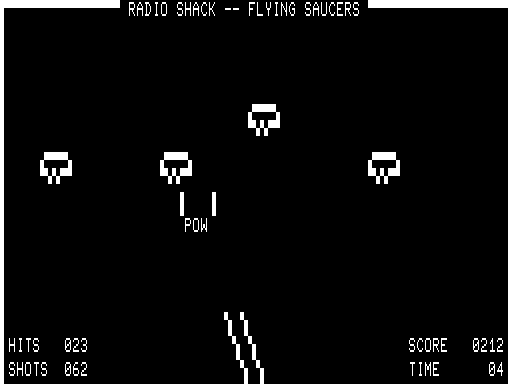 RADIO SHACK -- FLYING SAUCERS
POW
HITS 023
SCORE 0212
SHOTS 062
TIME 04